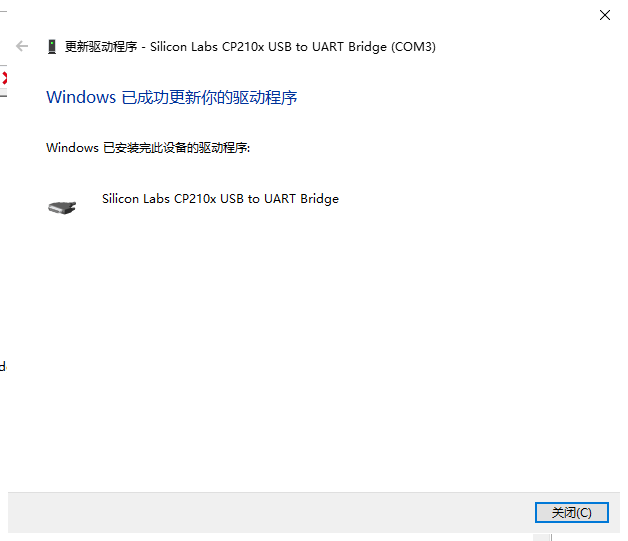 更新驱动程序 - Silicon Labs CP210x USB to UART Bridge (COM3)
Windows 已成功更新你的驱动程序
Windows 已安装完此设备的驱动程序:
Silicon Labs CP210x USB to UART Bridge
d
关闭(C)